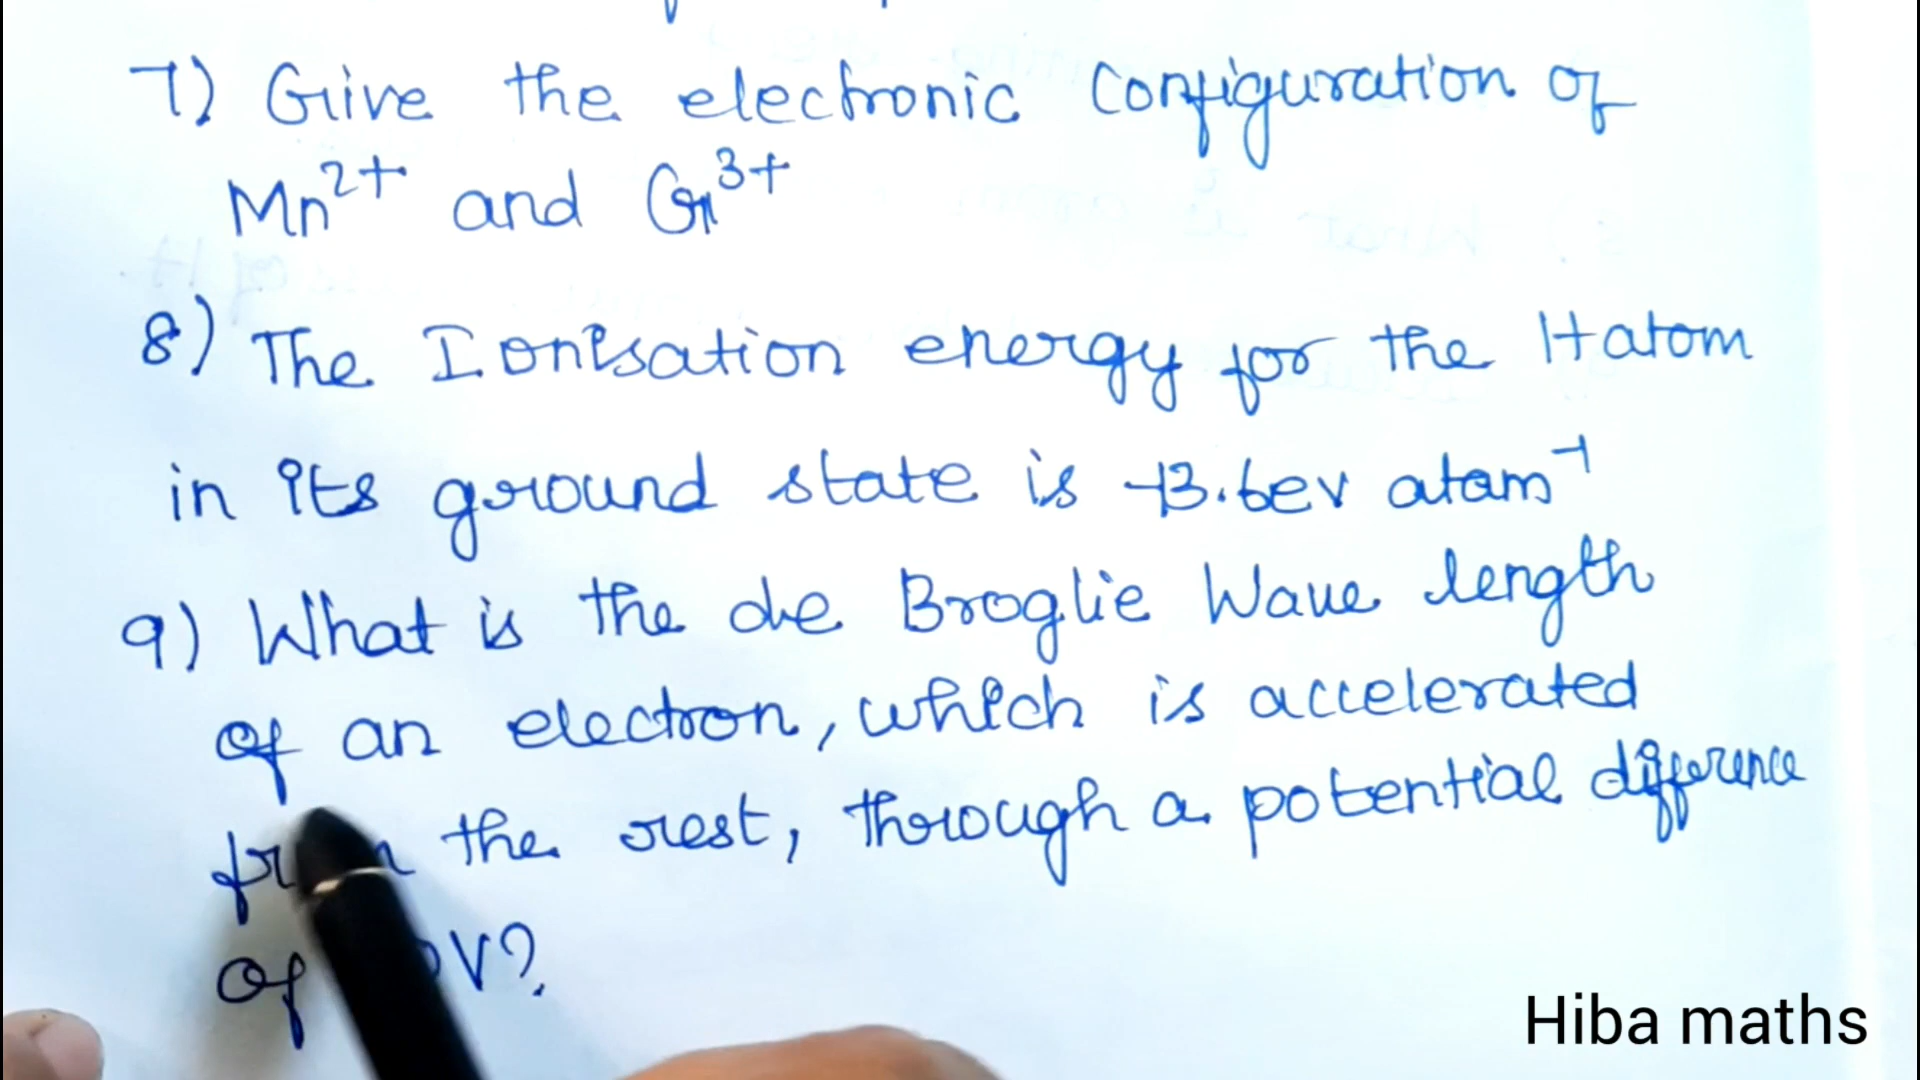 7) Give the electronic configuration of
Mn²⁺ and Cr³⁺
8) The Ionisation energy for the H atom
in its ground state is -13.6ev atom⁻¹
9) What is the de Broglie Wave length
of an electron, which is accelerated
the rest, through a potential difference
of V?
Hiba maths